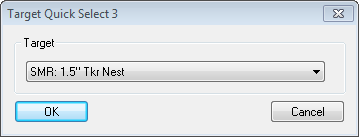 Target Quick Select 3
Target
SMR: 1.5" Tkr Nest
OK
Cancel